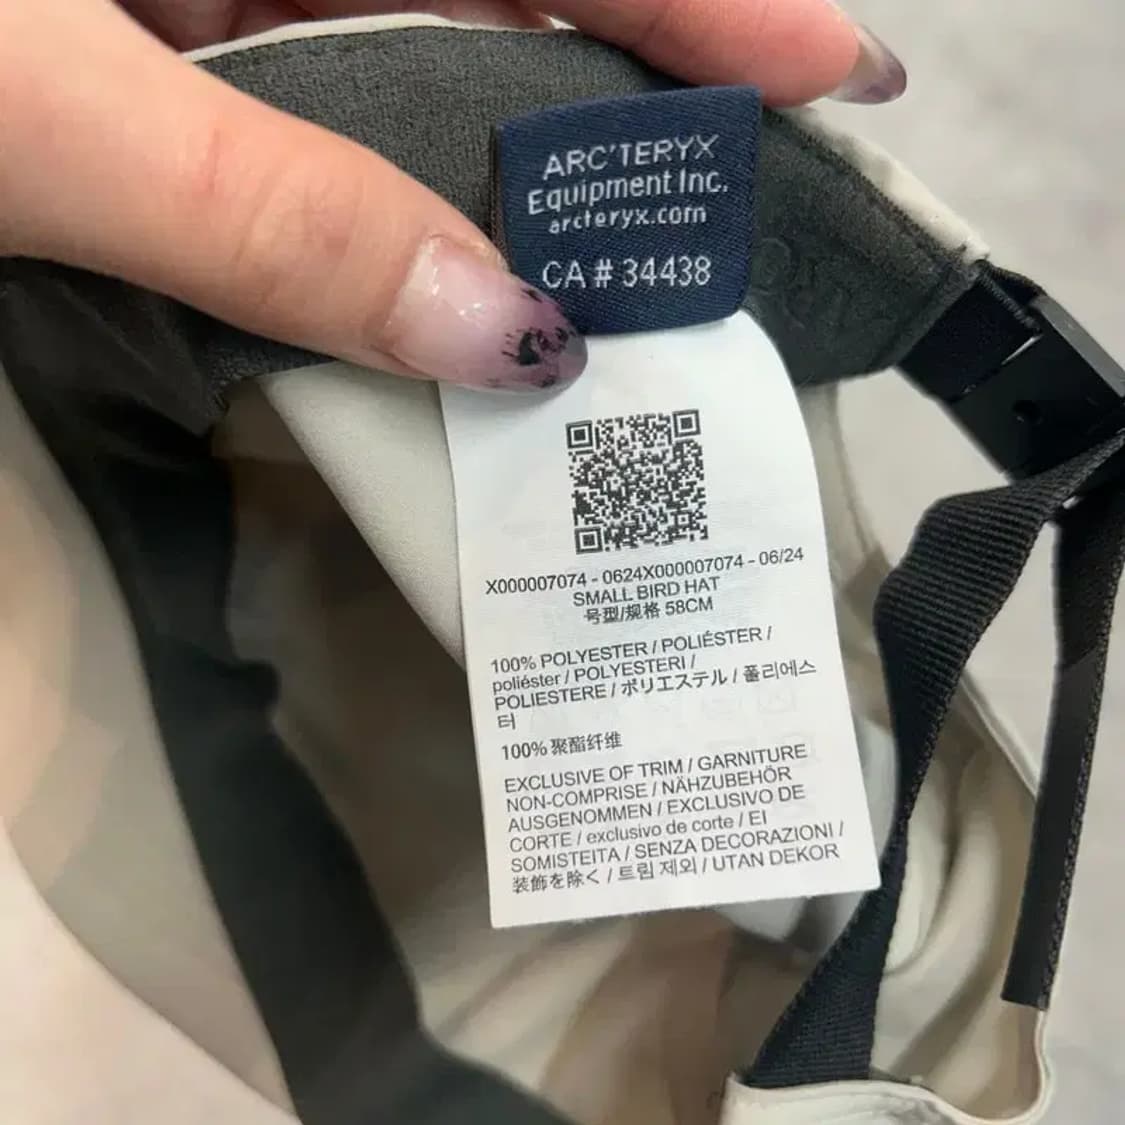 ARC'TERYX
Equipment Inc.
arcteryx.com
CA # 34438
X000007074 - 0624X000007074 - 06/24
SMALL BIRD HAT
号型/规格 58CM
100% POLYESTER / POLIÉSTER /
poliéster / POLYESTERI /
POLIESTERE / ポリエステル / 폴리에스
터
100% 聚酯纤维
EXCLUSIVE OF TRIM / GARNITURE
NON-COMPRISE / NÄHZUBEHÖR
AUSGENOMMEN / EXCLUSIVO DE
CORTE / exclusivo de corte / EI
SOMISTEITA / SENZA DECORAZIONI /
装飾を除く / 트림 제외 / UTAN DEKOR